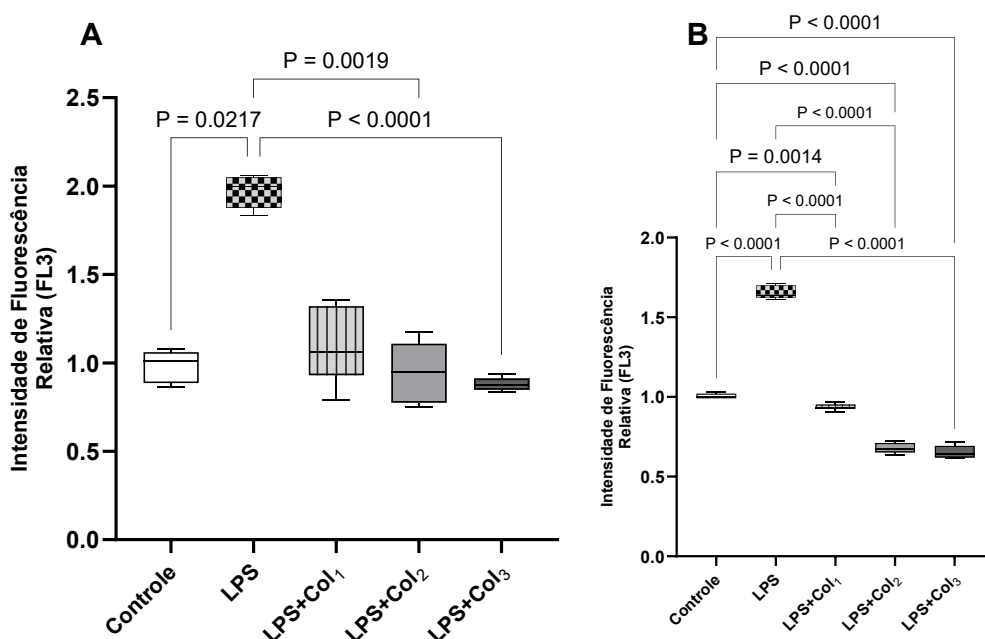 A
P = 0.0019
P = 0.0217
P < 0.0001
Intensidade de Fluorescência
Relativa (FL3)
2.5
2.0
1.5
1.0
0.5
0.0
Controle
LPS
LPS+Col₁
LPS+Col₂
LPS+Col₃
B
P < 0.0001
P < 0.0001
P < 0.0001
P = 0.0014
P < 0.0001
P < 0.0001
P < 0.0001
Intensidade de Fluorescência
Relativa (FL3)
2.0
1.5
1.0
0.5
0.0
Controle
LPS
LPS+Col₁
LPS+Col₂
LPS+Col₃